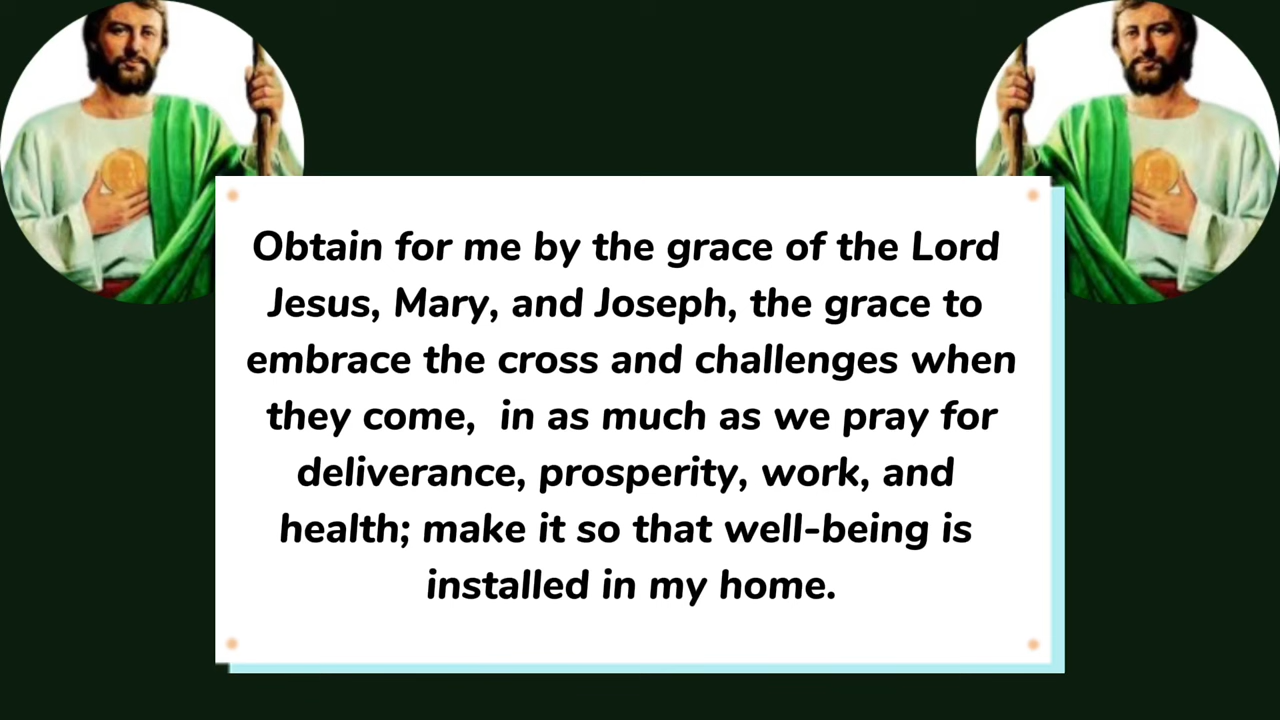 Obtain for me by the grace of the Lord
Jesus, Mary, and Joseph, the grace to
embrace the cross and challenges when
they come,  in as much as we pray for
deliverance, prosperity, work, and
health; make it so that well-being is
installed in my home.